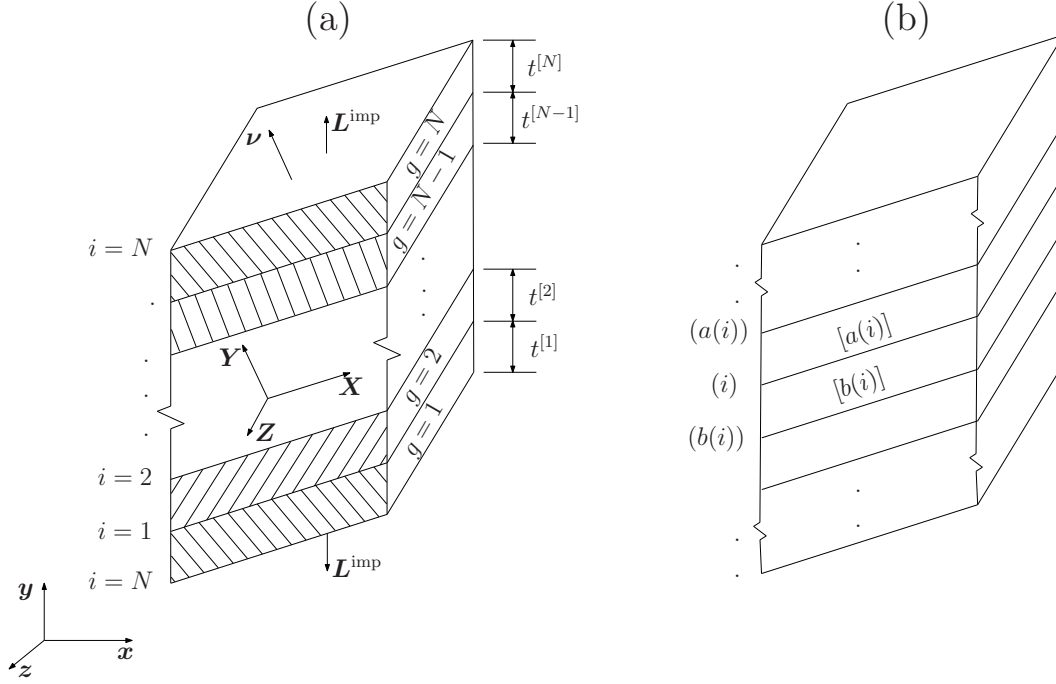 (a)
(b)
t^{[N]}
t^{[N−1]}
t^{[2]}
t^{[1]}
ν
L^{imp}
g = N
g = N − 1
g = 2
g = 1
i = N
i = 2
i = 1
i = N
Y
X
Z
L^{imp}
y
x
z
(a(i))
[a(i)]
(i)
[b(i)]
(b(i))